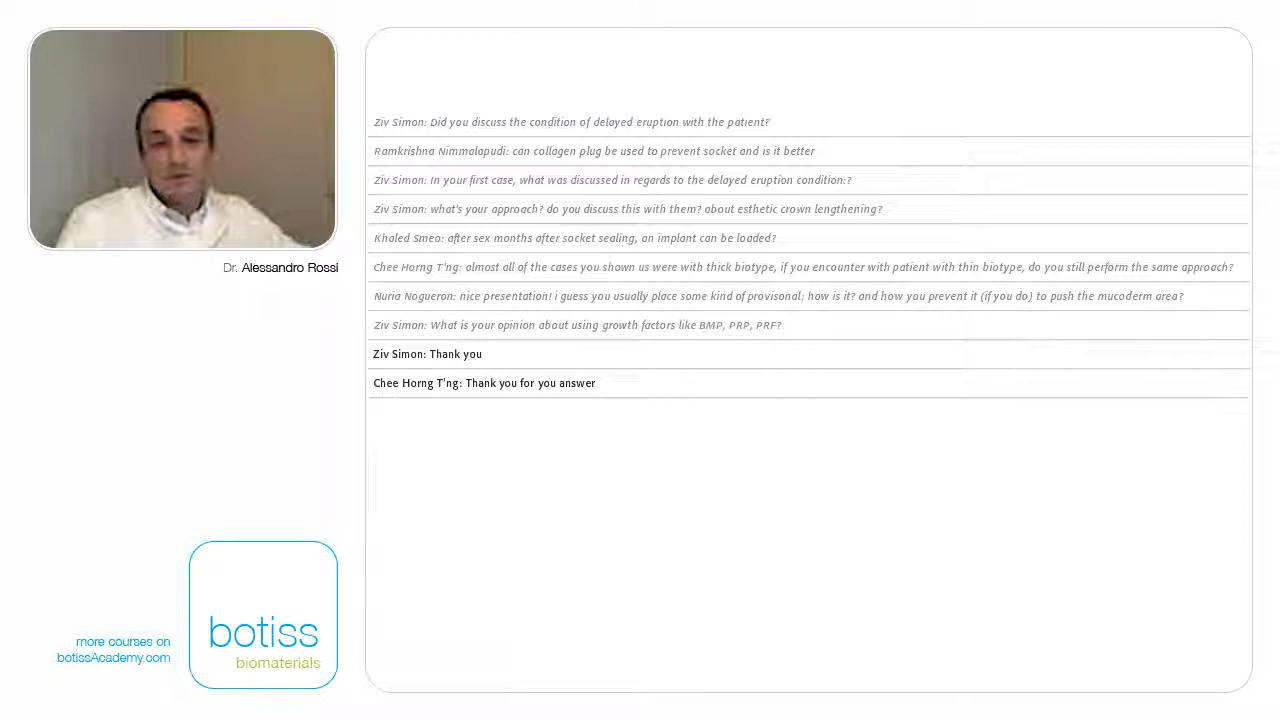 Ziv Simon: Did you discuss the condition of delayed eruption with the patient?
Ramkrishna Nimmalapudi: can collagen plug be used to prevent socket and is it better
Ziv Simon: In your first case, what was discussed in regards to the delayed eruption condition:?
Ziv Simon: what's your approach? do you discuss this with them? about esthetic crown lengthening?
Khaled Smeo: after sex months after socket sealing, an implant can be loaded?
Chee Horng T'ng: almost all of the cases you shown us were with thick biotype, if you encounter with patient with thin biotype, do you still perform the same approach?
Nuria Nogueron: nice presentation! i guess you usually place some kind of provisonal; how is it? and how you prevent it (if you do) to push the mucoderm area?
Ziv Simon: What is your opinion about using growth factors like BMP, PRP, PRF?
Ziv Simon: Thank you
Chee Horng T'ng: Thank you for you answer
Dr. Alessandro Rossi
more courses on
botissAcademy.com
botiss
biomaterials